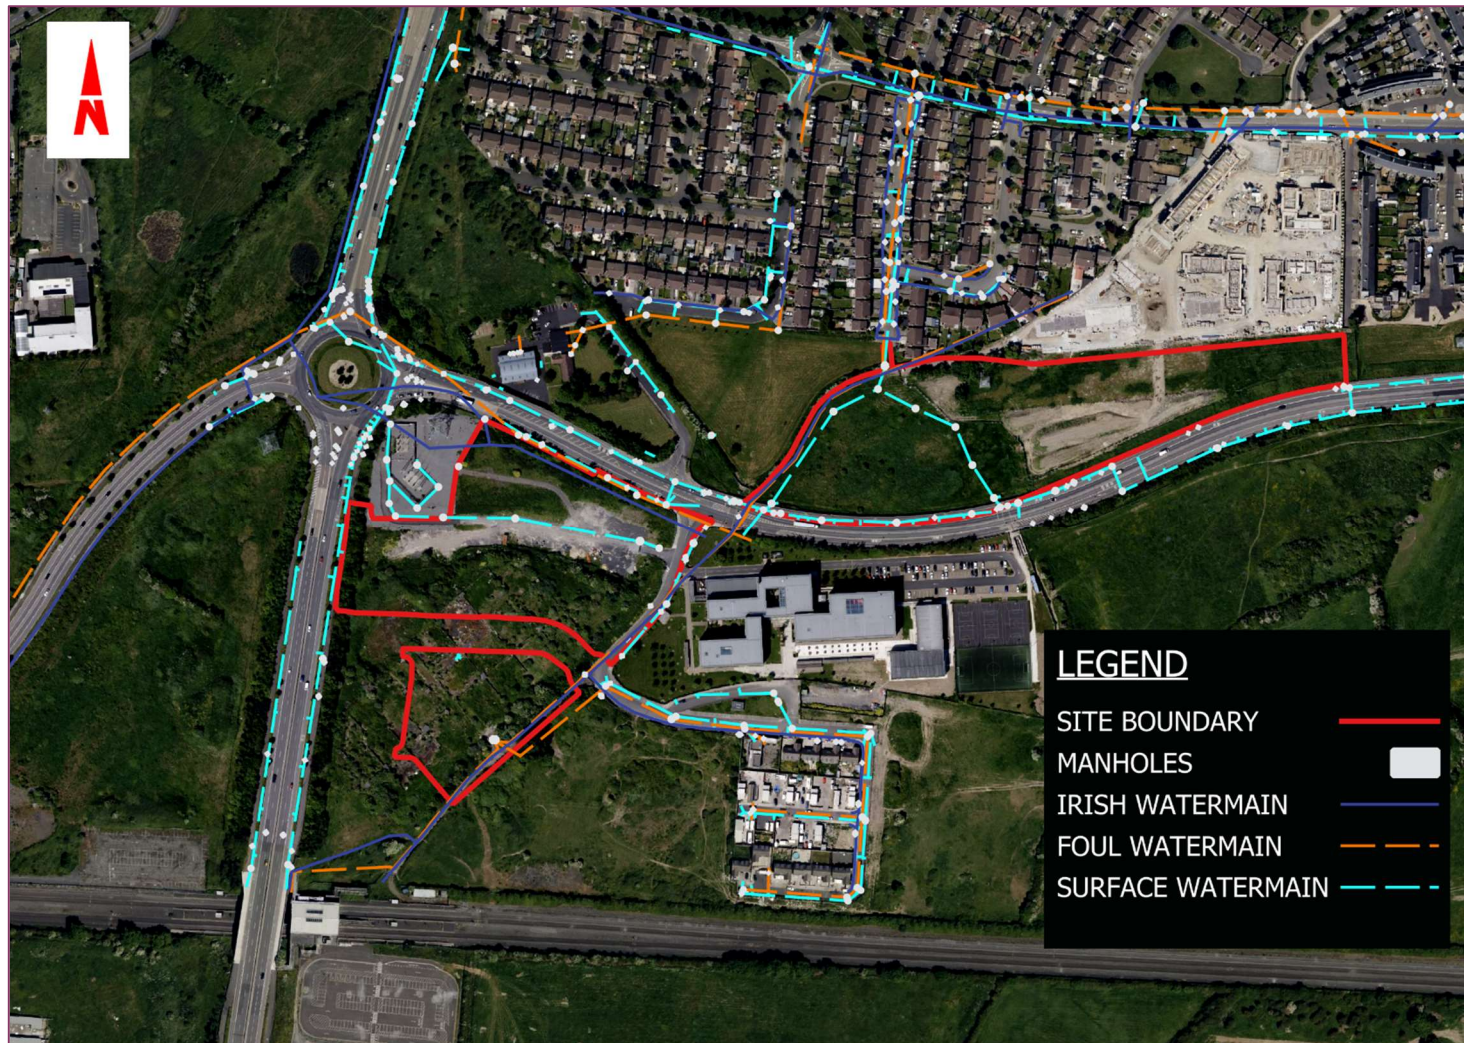 N
LEGEND
SITE BOUNDARY
MANHOLES
IRISH WATERMAIN
FOUL WATERMAIN
SURFACE WATERMAIN